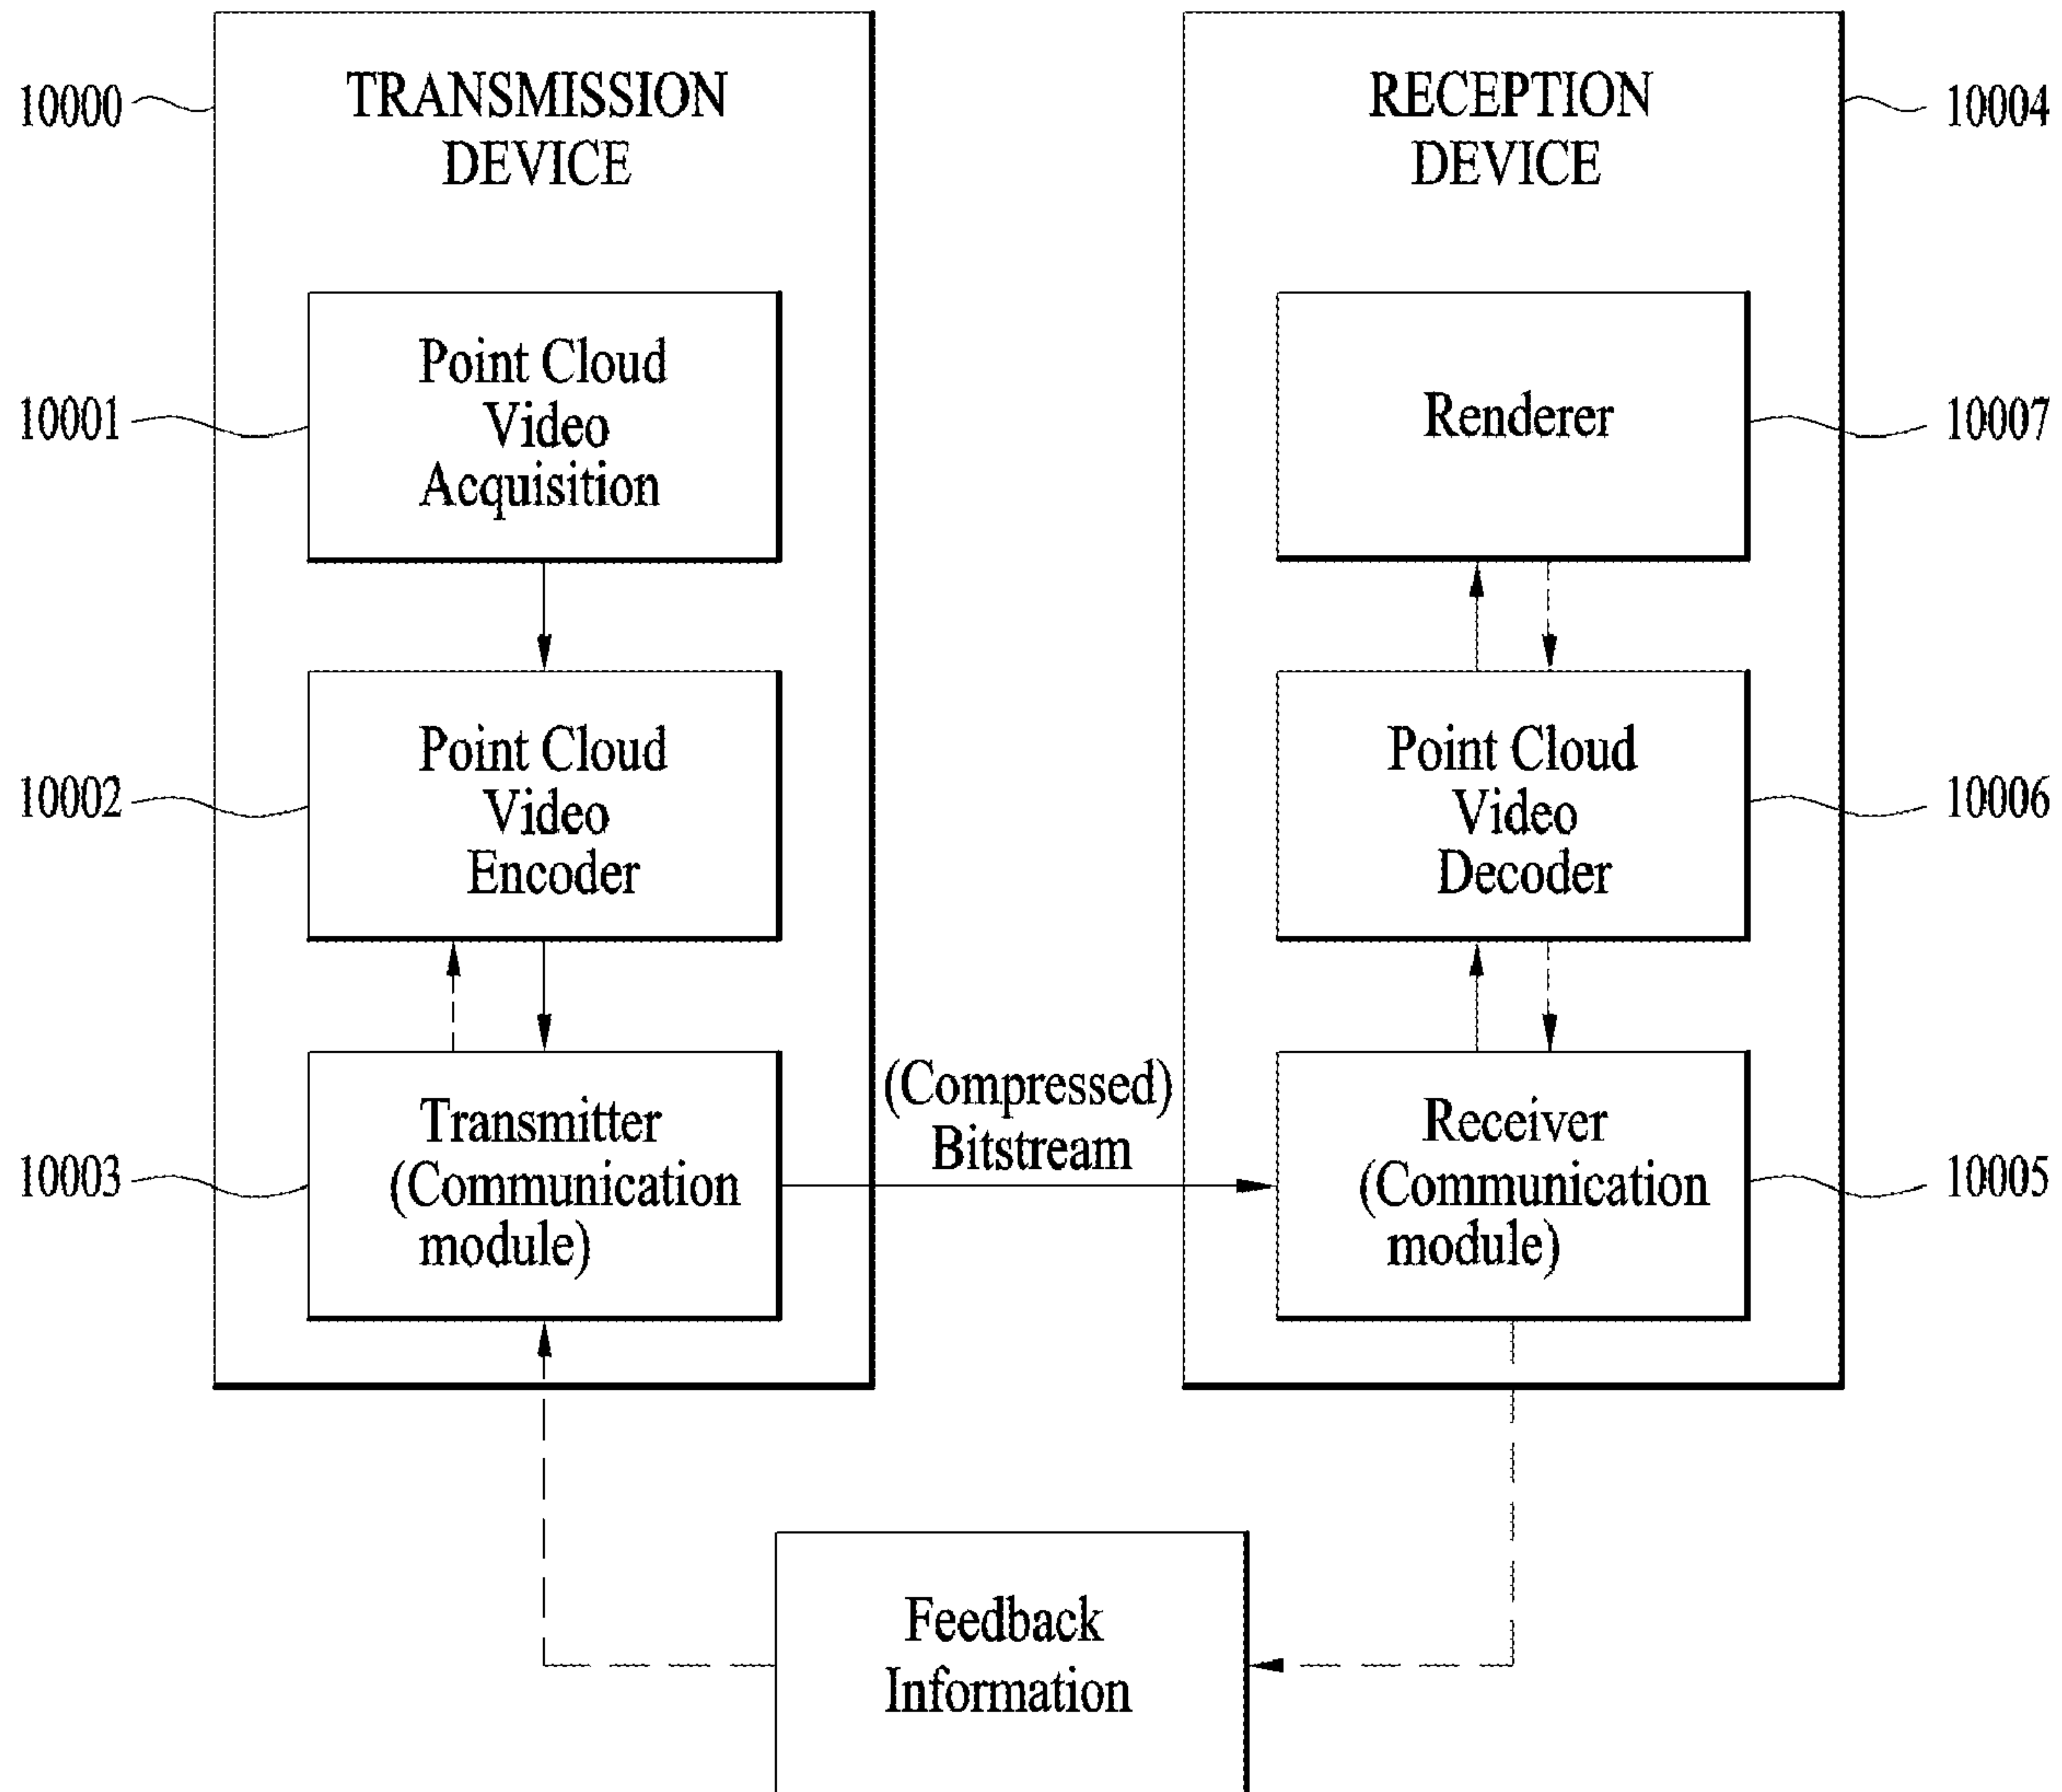 TRANSMISSION
DEVICE
10000
Point Cloud
Video
Acquisition
10001
Point Cloud
Video
Encoder
10002
Transmitter
(Communication
module)
10003
(Compressed)
Bitstream
RECEPTION
DEVICE
10004
Renderer
10007
Point Cloud
Video
Decoder
10006
Receiver
(Communication
module)
10005
Feedback
Information